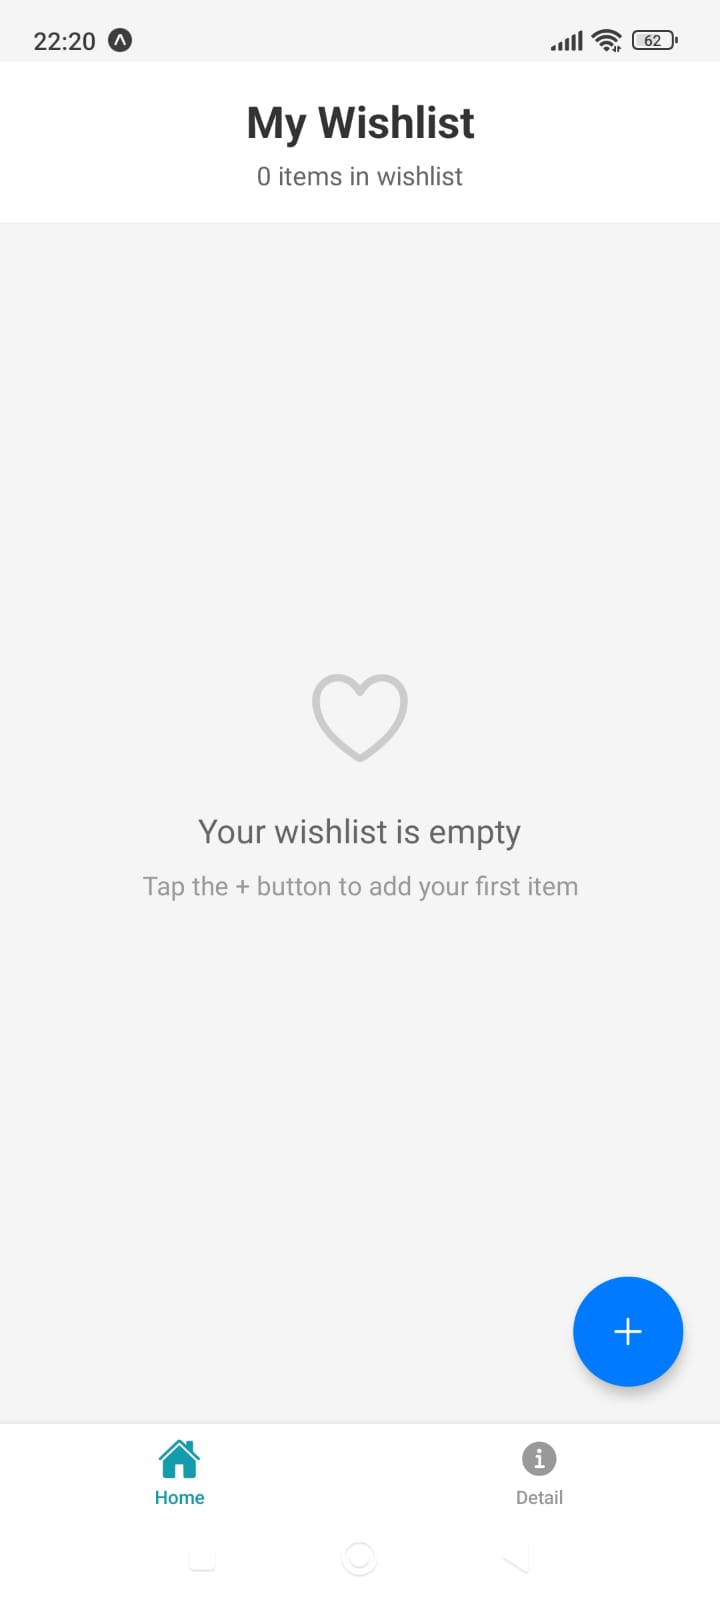 22:20
62
My Wishlist
0 items in wishlist
Your wishlist is empty
Tap the + button to add your first item
+
Home
Detail